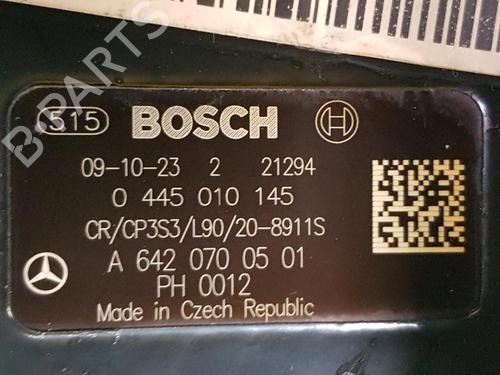 B-PARTS
515 BOSCH
09-10-23 2 21294
0 445 010 145
CR/CP3S3/L90/20-8911S
A 642 070 05 01
PH 0012
Made in Czech Republic